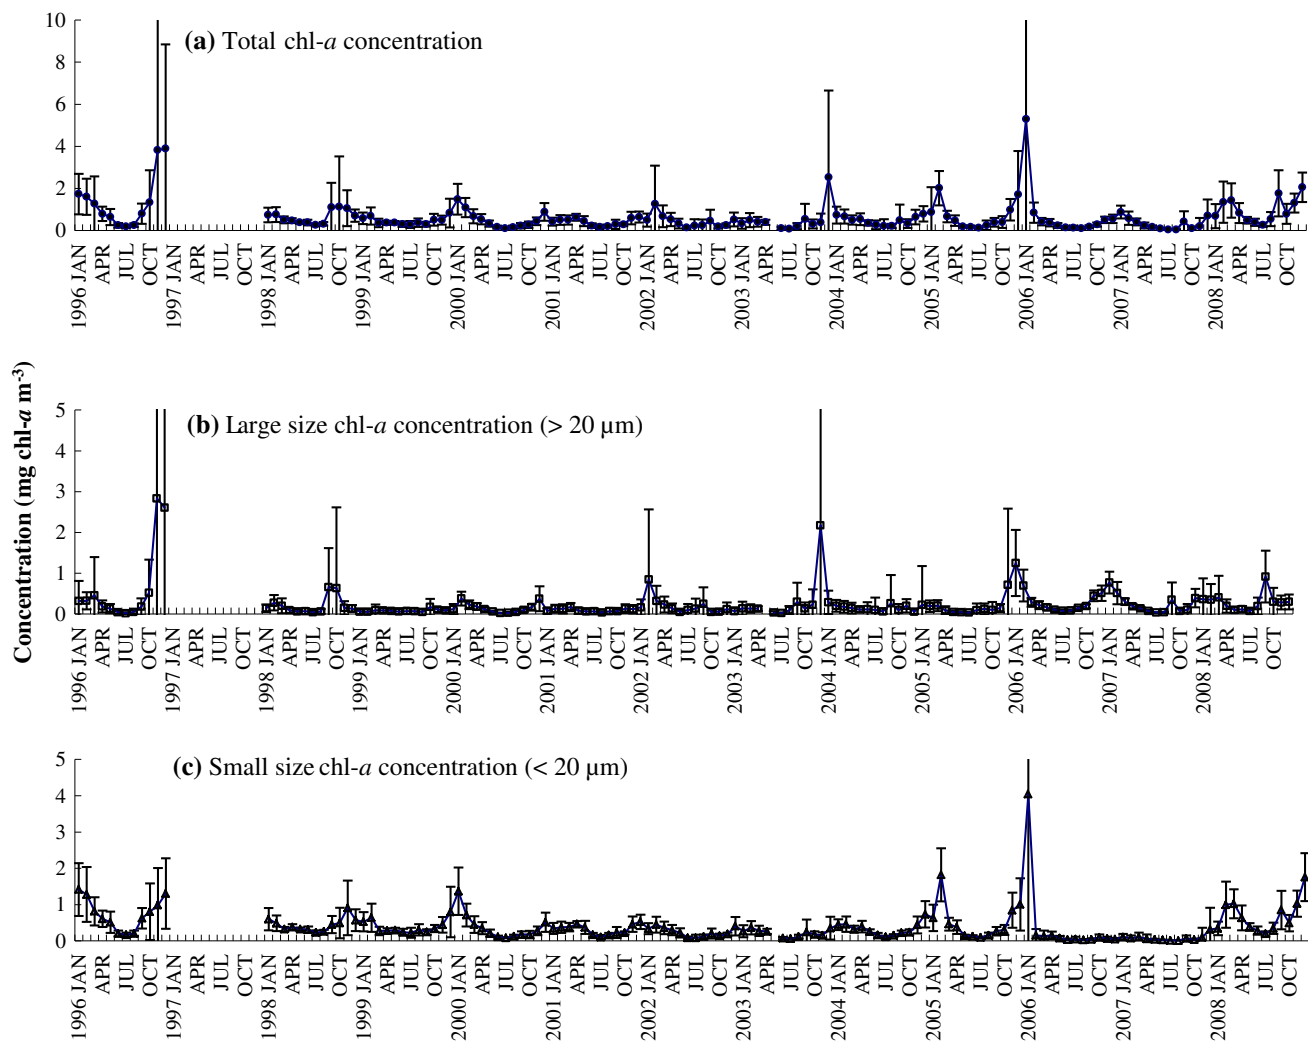 (a) Total chl-a concentration
10
8
6
4
2
0
1996 JAN APR JUL OCT 1997 JAN APR JUL OCT 1998 JAN APR JUL OCT 1999 JAN APR JUL OCT 2000 JAN APR JUL OCT 2001 JAN APR JUL OCT 2002 JAN APR JUL OCT 2003 JAN APR JUL OCT 2004 JAN APR JUL OCT 2005 JAN APR JUL OCT 2006 JAN APR JUL OCT 2007 JAN APR JUL OCT 2008 JAN APR JUL OCT
Concentration (mg chl-a m-3)
(b) Large size chl-a concentration (> 20 µm)
5
4
3
2
1
0
1996 JAN APR JUL OCT 1997 JAN APR JUL OCT 1998 JAN APR JUL OCT 1999 JAN APR JUL OCT 2000 JAN APR JUL OCT 2001 JAN APR JUL OCT 2002 JAN APR JUL OCT 2003 JAN APR JUL OCT 2004 JAN APR JUL OCT 2005 JAN APR JUL OCT 2006 JAN APR JUL OCT 2007 JAN APR JUL OCT 2008 JAN APR JUL OCT
(c) Small size chl-a concentration (< 20 µm)
5
4
3
2
1
0
1996 JAN APR JUL OCT 1997 JAN APR JUL OCT 1998 JAN APR JUL OCT 1999 JAN APR JUL OCT 2000 JAN APR JUL OCT 2001 JAN APR JUL OCT 2002 JAN APR JUL OCT 2003 JAN APR JUL OCT 2004 JAN APR JUL OCT 2005 JAN APR JUL OCT 2006 JAN APR JUL OCT 2007 JAN APR JUL OCT 2008 JAN APR JUL OCT